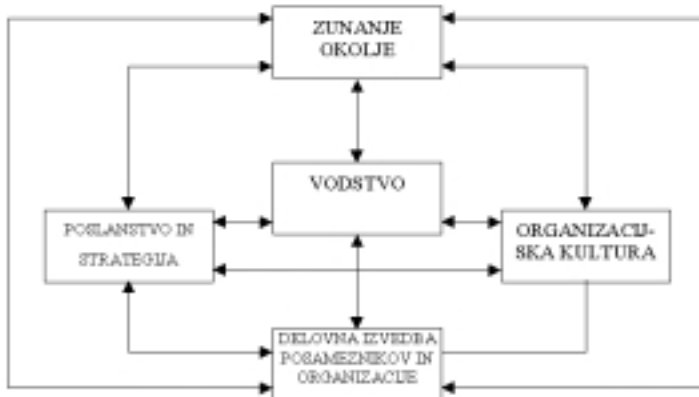 ZUNANJE
OKOLJE
VODSTVO
POSLANSTVO IN
STRATEGIJA
ORGANIZACIJ-
SKA KULTURA
DELOVNA IZVEDBA
POSAMEZNIKOV IN
ORGANIZACIJE